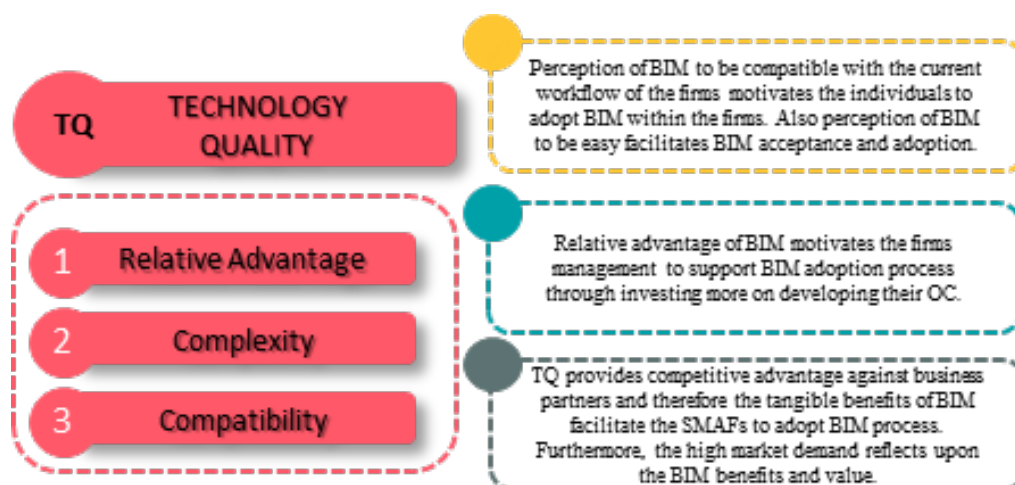 TQ
TECHNOLOGY
QUALITY
1 Relative Advantage
2 Complexity
3 Compatibility
Perception of BIM to be compatible with the current
workflow of the firms motivates the individuals to
adopt BIM within the firms. Also perception of BIM
to be easy facilitates BIM acceptance and adoption.
Relative advantage of BIM motivates the firms
management to support BIM adoption process
through investing more on developing their OC.
TQ provides competitive advantage against business
partners and therefore the tangible benefits of BIM
facilitate the SMAFs to adopt BIM process.
Furthermore, the high market demand reflects upon
the BIM benefits and value.